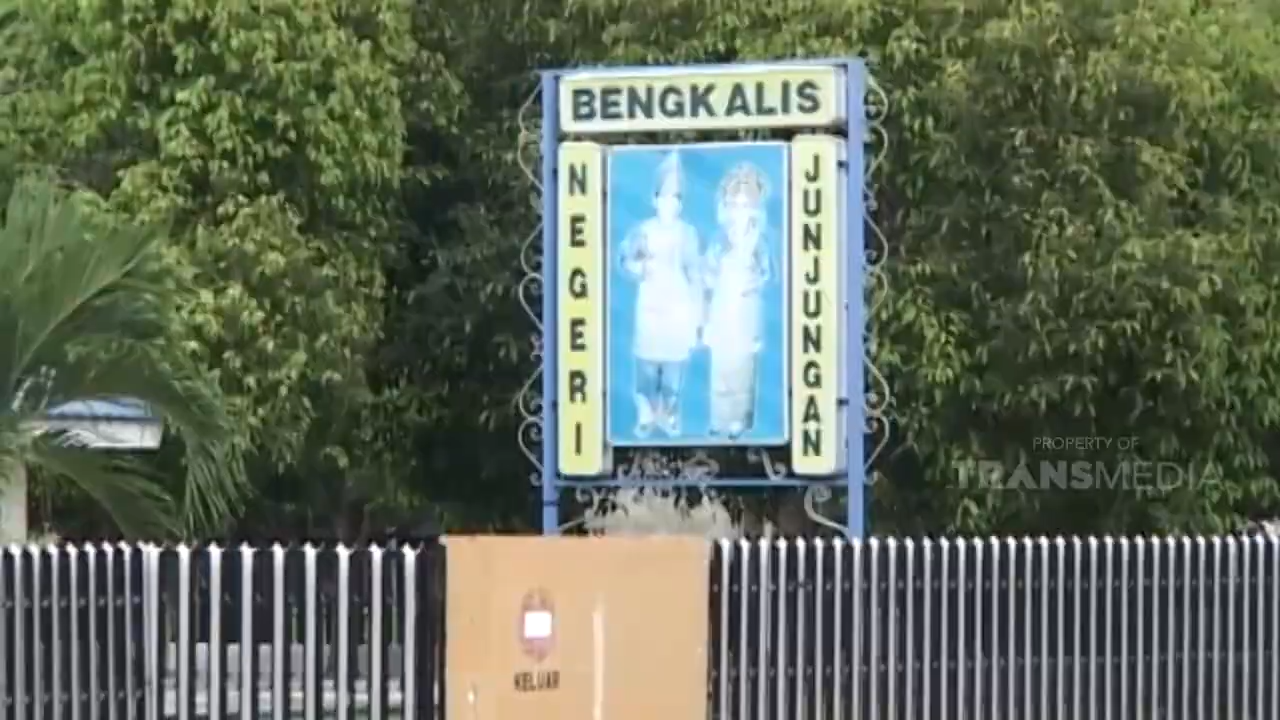 BENGKALIS
NEGERI
JUNJUNGAN
PROPERTY OF
TRANSMEDIA
KELUAR